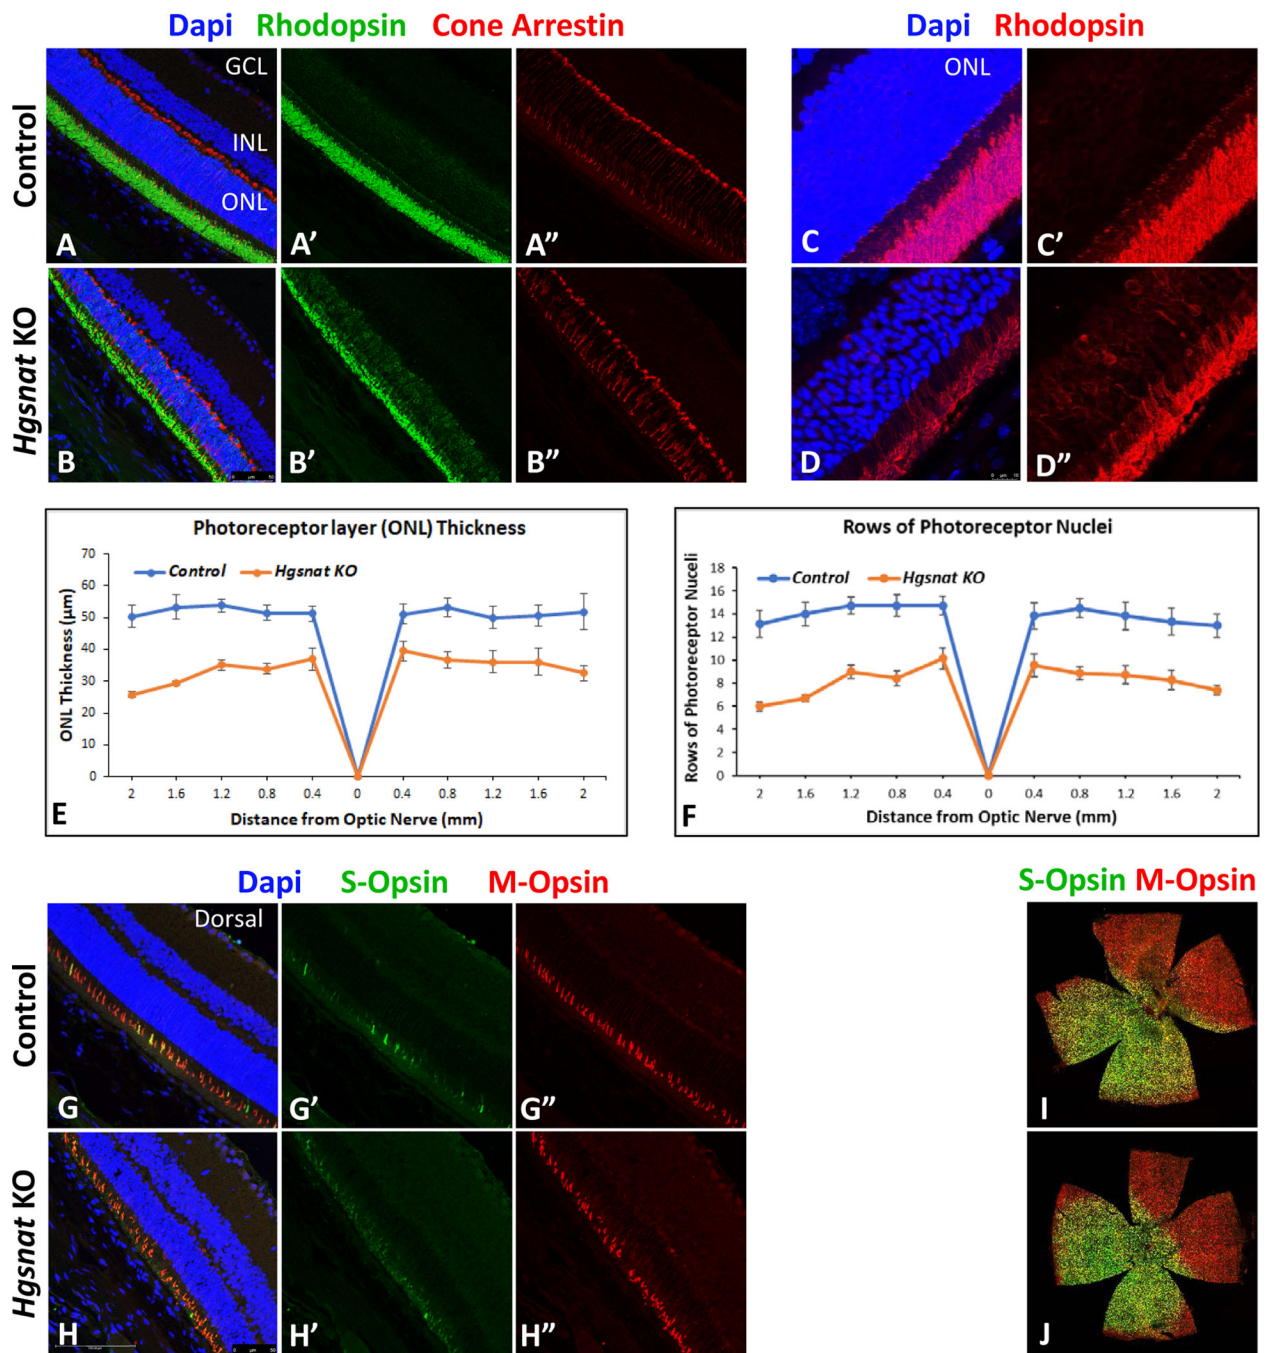 Dapi Rhodopsin Cone Arrestin
Dapi Rhodopsin
Control
GCL
INL
ONL
A
A’
A”
ONL
C
C’
Hgsnat KO
B
B’
B”
D
D”
Photoreceptor layer (ONL) Thickness
Control
Hgsnat KO
ONL Thickness (µm)
70
60
50
40
30
20
10
0
2 1.6 1.2 0.8 0.4 0 0.4 0.8 1.2 1.6 2
Distance from Optic Nerve (mm)
E
Rows of Photoreceptor Nuclei
Control
Hgsnat KO
Rows of Photoreceptor Nuceli
18
16
14
12
10
8
6
4
2
0
2 1.6 1.2 0.8 0.4 0 0.4 0.8 1.2 1.6 2
Distance from Optic Nerve (mm)
F
Dapi S-Opsin M-Opsin
S-Opsin M-Opsin
Control
Dorsal
G
G’
G”
I
Hgsnat KO
H
H’
H”
J